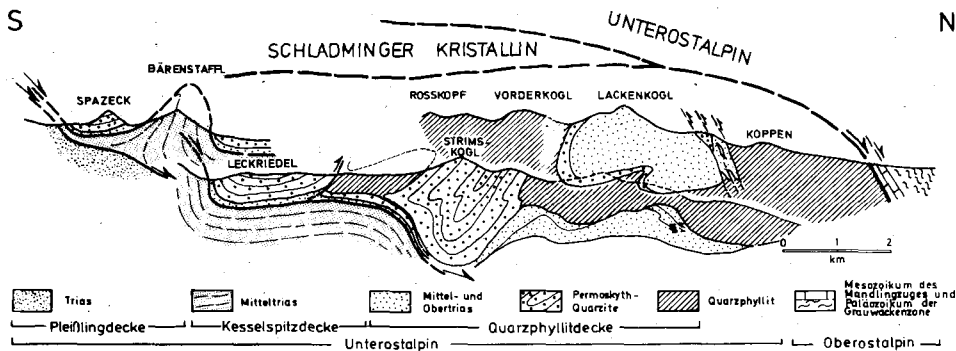 S
N
UNTEROSTALPIN
SCHLADMINGER KRISTALLIN
BÄRENSTAFFL
SPAZECK
ROSSKOPF
VORDERKOGL
LACKENKOGL
KOPPEN
STRIMS-
KOGL
LECKRIEDEL
0 1 2
km
Trias
Mitteltrias
Mittel- und
Obertrias
Permoskyth-
Quarzite
Quarzphyllit
Mesozoikum des
Mandlingzuges und
Paläozoikum der
Grauwackenzone
Pleißlingdecke
Kesselspitzdecke
Quarzphyllitdecke
Unterostalpin
Oberostalpin